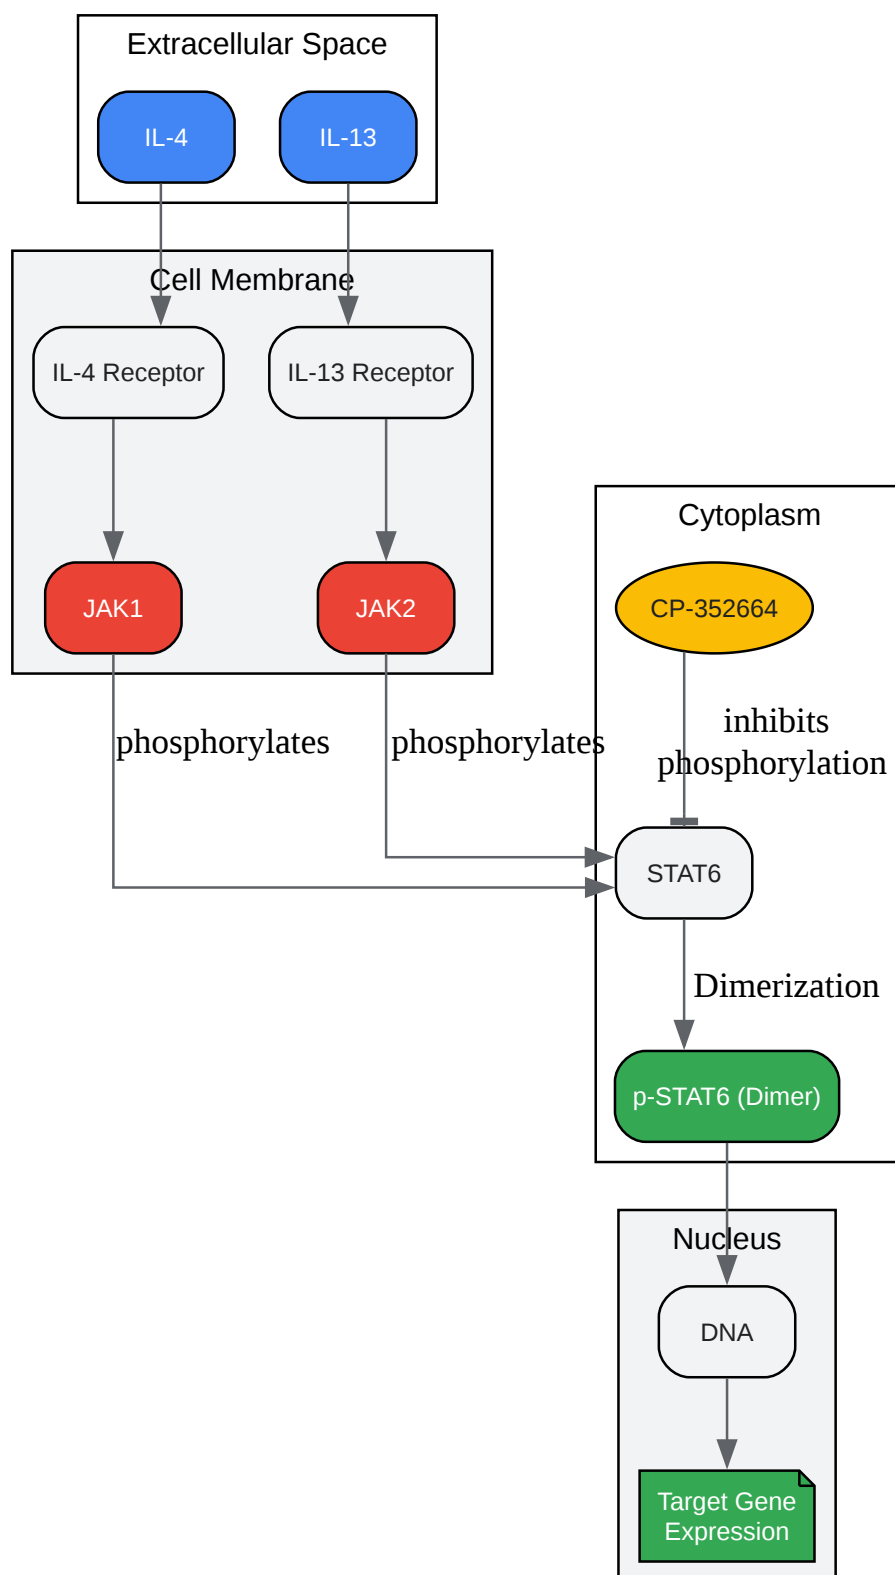 Extracellular Space
IL-4
IL-13
Cell Membrane
IL-4 Receptor
IL-13 Receptor
JAK1
JAK2
phosphorylates
phosphorylates
Cytoplasm
CP-352664
inhibits
phosphorylation
STAT6
Dimerization
p-STAT6 (Dimer)
Nucleus
DNA
Target Gene
Expression